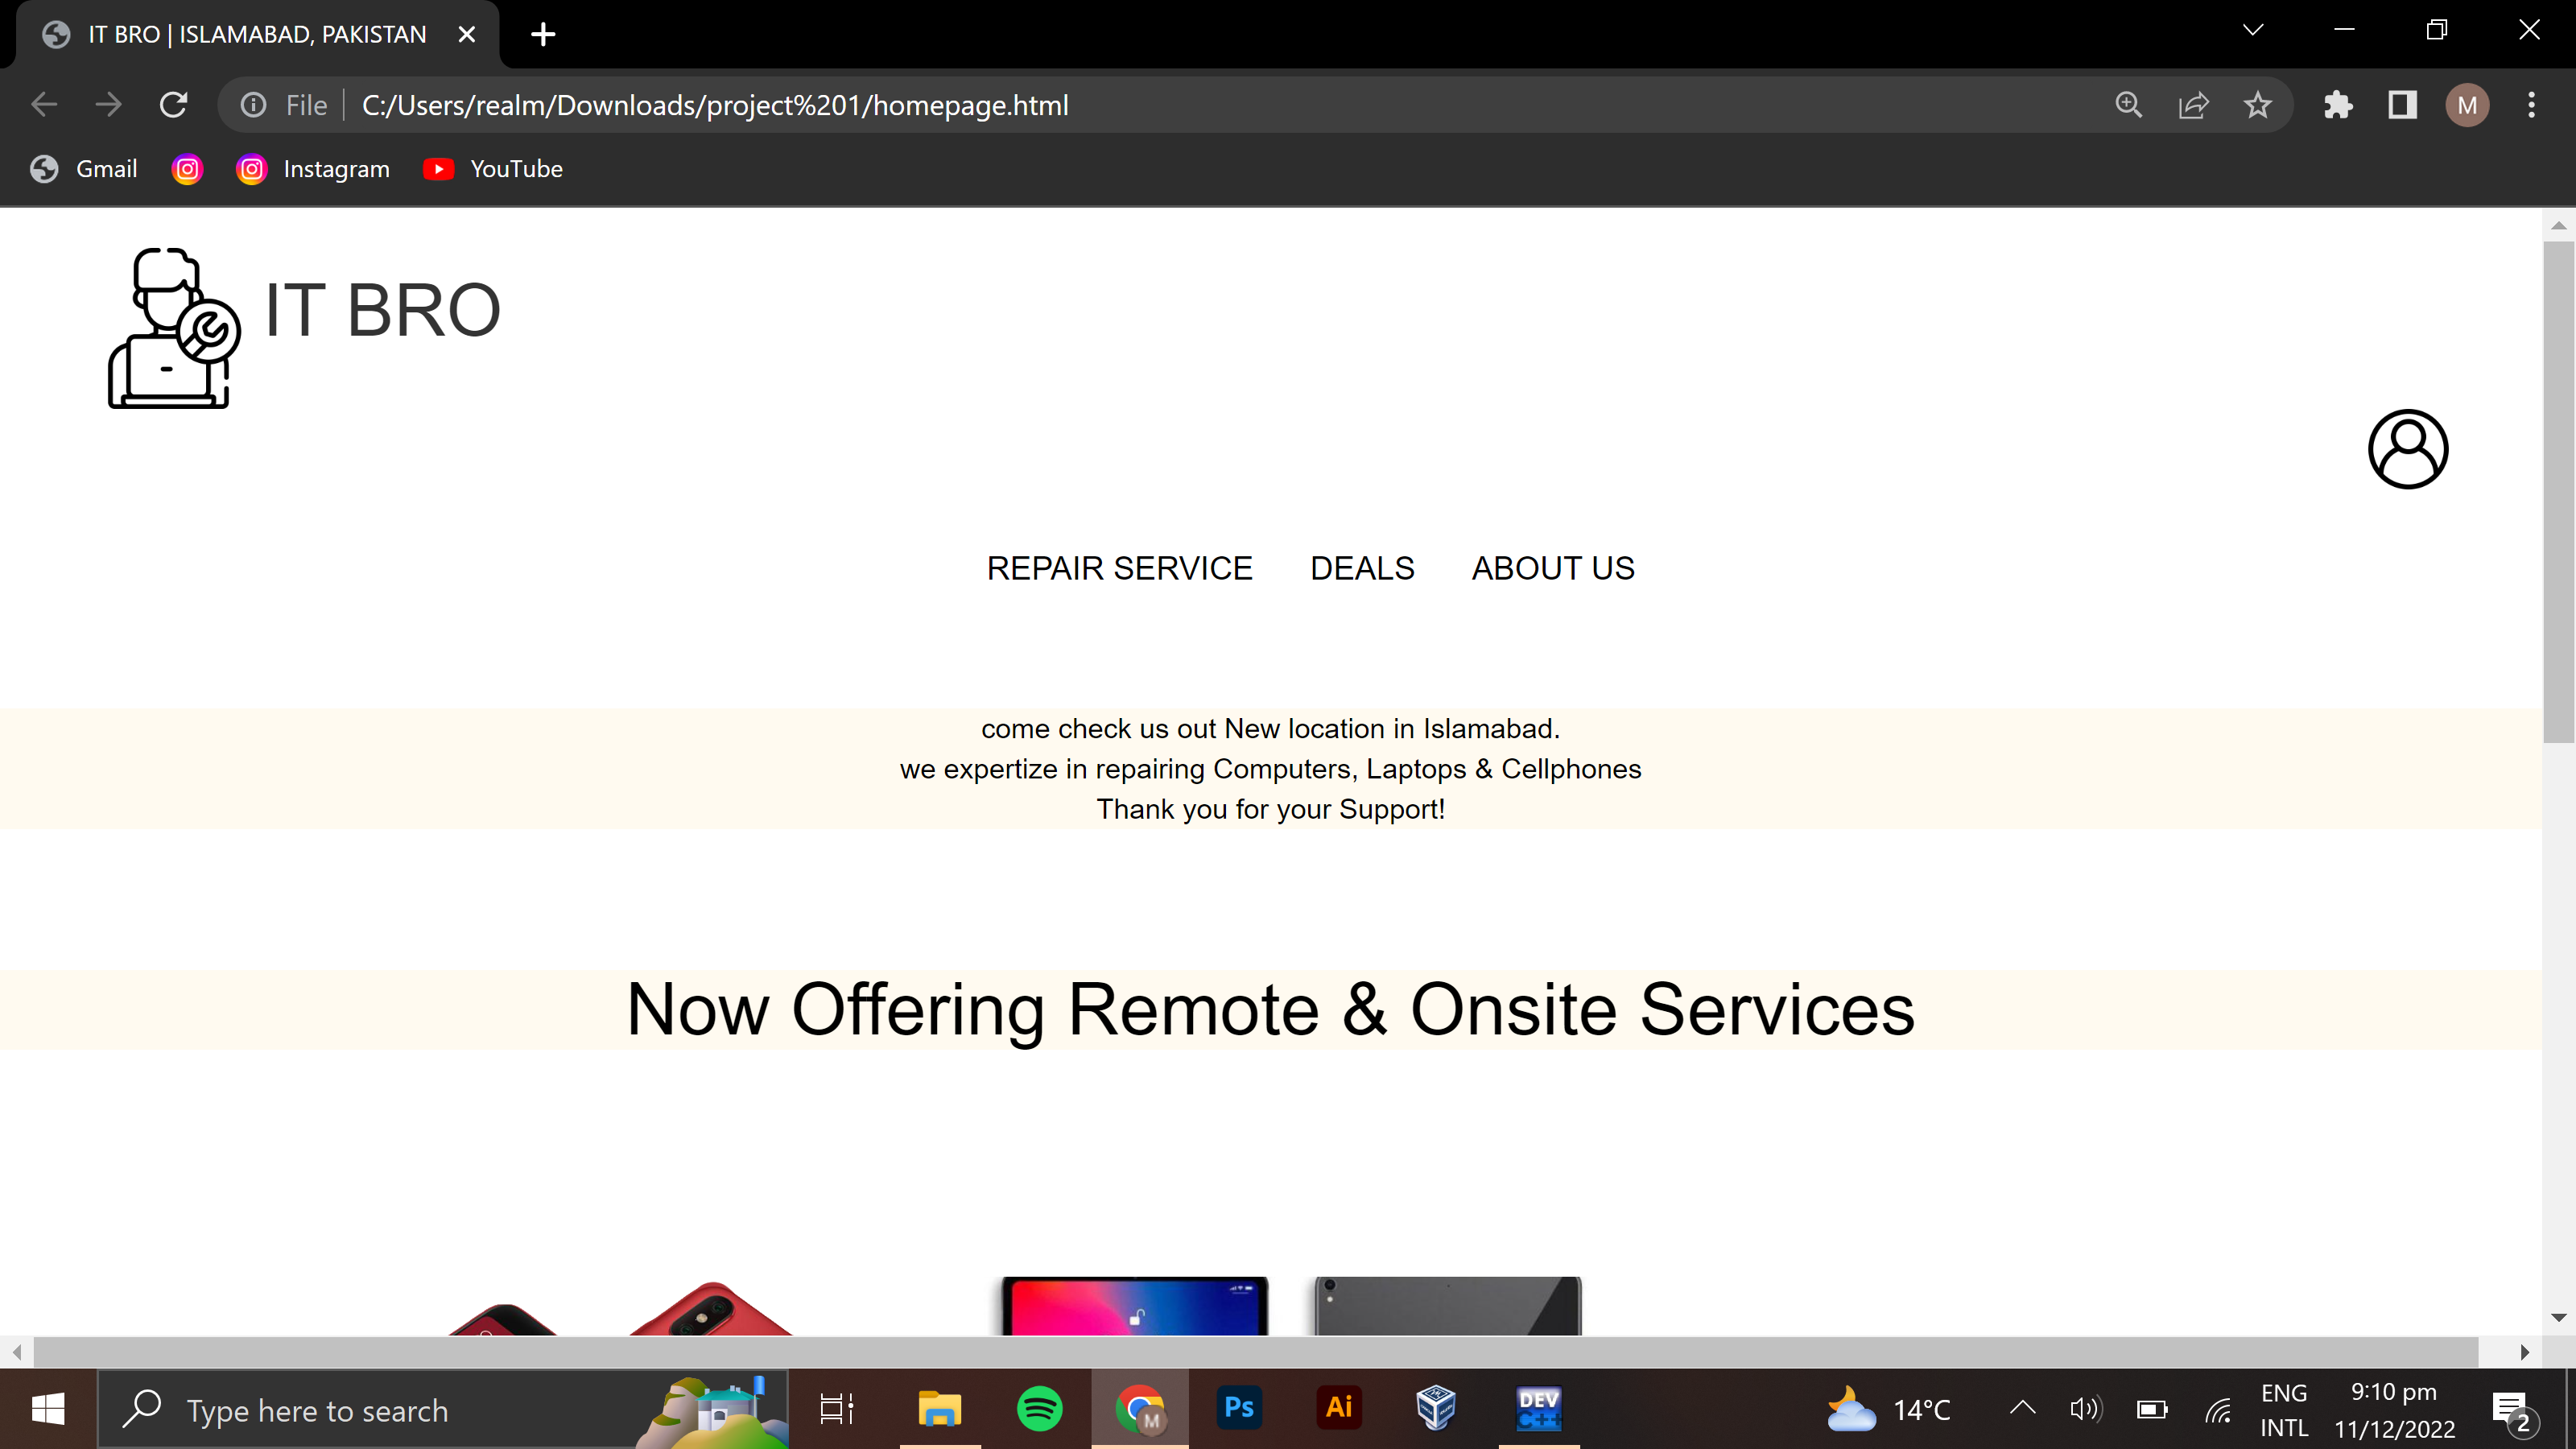 IT BRO | ISLAMABAD, PAKISTAN
File C:/Users/realm/Downloads/project%201/homepage.html
M
Gmail Instagram YouTube
IT BRO
REPAIR SERVICE DEALS ABOUT US
come check us out New location in Islamabad.
we expertize in repairing Computers, Laptops & Cellphones
Thank you for your Support!
Now Offering Remote & Onsite Services
Type here to search
M
Ps
Ai
DEV
C++
14°C
ENG
INTL
9:10 pm
11/12/2022
2